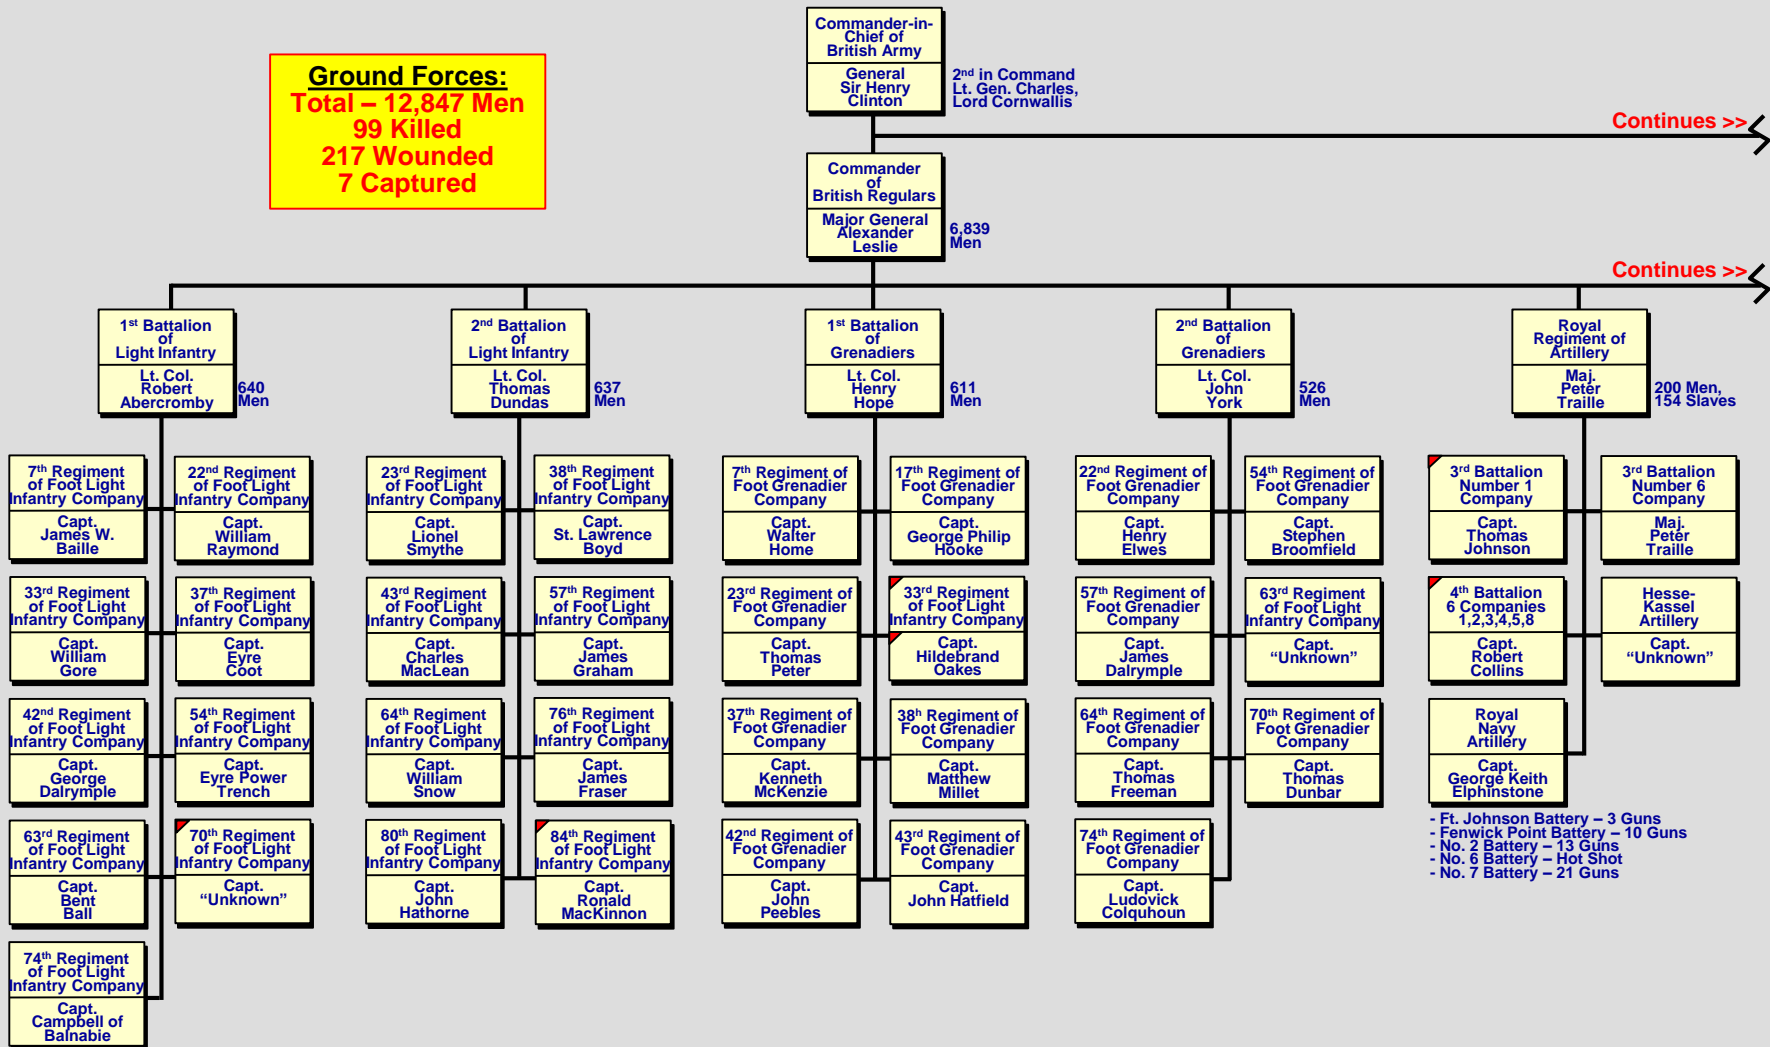 Commander-in-
Chief of
British Army
General
Sir Henry
Clinton
2nd in Command
Lt. Gen. Charles,
Lord Cornwallis
Ground Forces:
Total – 12,847 Men
99 Killed
217 Wounded
7 Captured
Continues >>
Commander
of
British Regulars
Major General
Alexander
Leslie
6,839
Men
Continues >>
1st Battalion
of
Light Infantry
Lt. Col.
Robert
Abercromby
640
Men
7th Regiment
of Foot Light
Infantry Company
Capt.
James W.
Baille
22nd Regiment
of Foot Light
Infantry Company
Capt.
William
Raymond
33rd Regiment
of Foot Light
Infantry Company
Capt.
William
Gore
37th Regiment
of Foot Light
Infantry Company
Capt.
Eyre
Coot
42nd Regiment
of Foot Light
Infantry Company
Capt.
George
Dalrymple
54th Regiment
of Foot Light
Infantry Company
Capt.
Eyre Power
Trench
63rd Regiment
of Foot Light
Infantry Company
Capt.
Bent
Ball
70th Regiment
of Foot Light
Infantry Company
Capt.
“Unknown”
74th Regiment
of Foot Light
Infantry Company
Capt.
Campbell of
Balnabie
2nd Battalion
of
Light Infantry
Lt. Col.
Thomas
Dundas
637
Men
23rd Regiment
of Foot Light
Infantry Company
Capt.
Lionel
Smythe
38th Regiment
of Foot Light
Infantry Company
Capt.
St. Lawrence
Boyd
43rd Regiment
of Foot Light
Infantry Company
Capt.
Charles
MacLean
57th Regiment
of Foot Light
Infantry Company
Capt.
James
Graham
64th Regiment
of Foot Light
Infantry Company
Capt.
William
Snow
76th Regiment
of Foot Light
Infantry Company
Capt.
James
Fraser
80th Regiment
of Foot Light
Infantry Company
Capt.
John
Hathorne
84th Regiment
of Foot Light
Infantry Company
Capt.
Ronald
MacKinnon
1st Battalion
of
Grenadiers
Lt. Col.
Henry
Hope
611
Men
7th Regiment of
Foot Grenadier
Company
Capt.
Walter
Home
17th Regiment of
Foot Grenadier
Company
Capt.
George Philip
Hooke
23rd Regiment of
Foot Grenadier
Company
Capt.
Thomas
Peter
33rd Regiment
of Foot Light
Infantry Company
Capt.
Hildebrand
Oakes
37th Regiment of
Foot Grenadier
Company
Capt.
Kenneth
McKenzie
38h Regiment of
Foot Grenadier
Company
Capt.
Matthew
Millet
42nd Regiment of
Foot Grenadier
Company
Capt.
John
Peebles
43rd Regiment of
Foot Grenadier
Company
Capt.
John Hatfield
2nd Battalion
of
Grenadiers
Lt. Col.
John
York
526
Men
22nd Regiment of
Foot Grenadier
Company
Capt.
Henry
Elwes
54th Regiment of
Foot Grenadier
Company
Capt.
Stephen
Broomfield
57th Regiment of
Foot Grenadier
Company
Capt.
James
Dalrymple
63rd Regiment
of Foot Light
Infantry Company
Capt.
“Unknown”
64th Regiment of
Foot Grenadier
Company
Capt.
Thomas
Freeman
70th Regiment of
Foot Grenadier
Company
Capt.
Thomas
Dunbar
74th Regiment of
Foot Grenadier
Company
Capt.
Ludovick
Colquhoun
Royal
Regiment of
Artillery
Maj.
Peter
Traille
200 Men,
154 Slaves
3rd Battalion
Number 1
Company
Capt.
Thomas
Johnson
3rd Battalion
Number 6
Company
Maj.
Peter
Traille
4th Battalion
6 Companies
1,2,3,4,5,8
Capt.
Robert
Collins
Hesse-
Kassel
Artillery
Capt.
“Unknown”
Royal
Navy
Artillery
Capt.
George Keith
Elphinstone
- Ft. Johnson Battery – 3 Guns
- Fenwick Point Battery – 10 Guns
- No. 2 Battery – 13 Guns
- No. 6 Battery – Hot Shot
- No. 7 Battery – 21 Guns